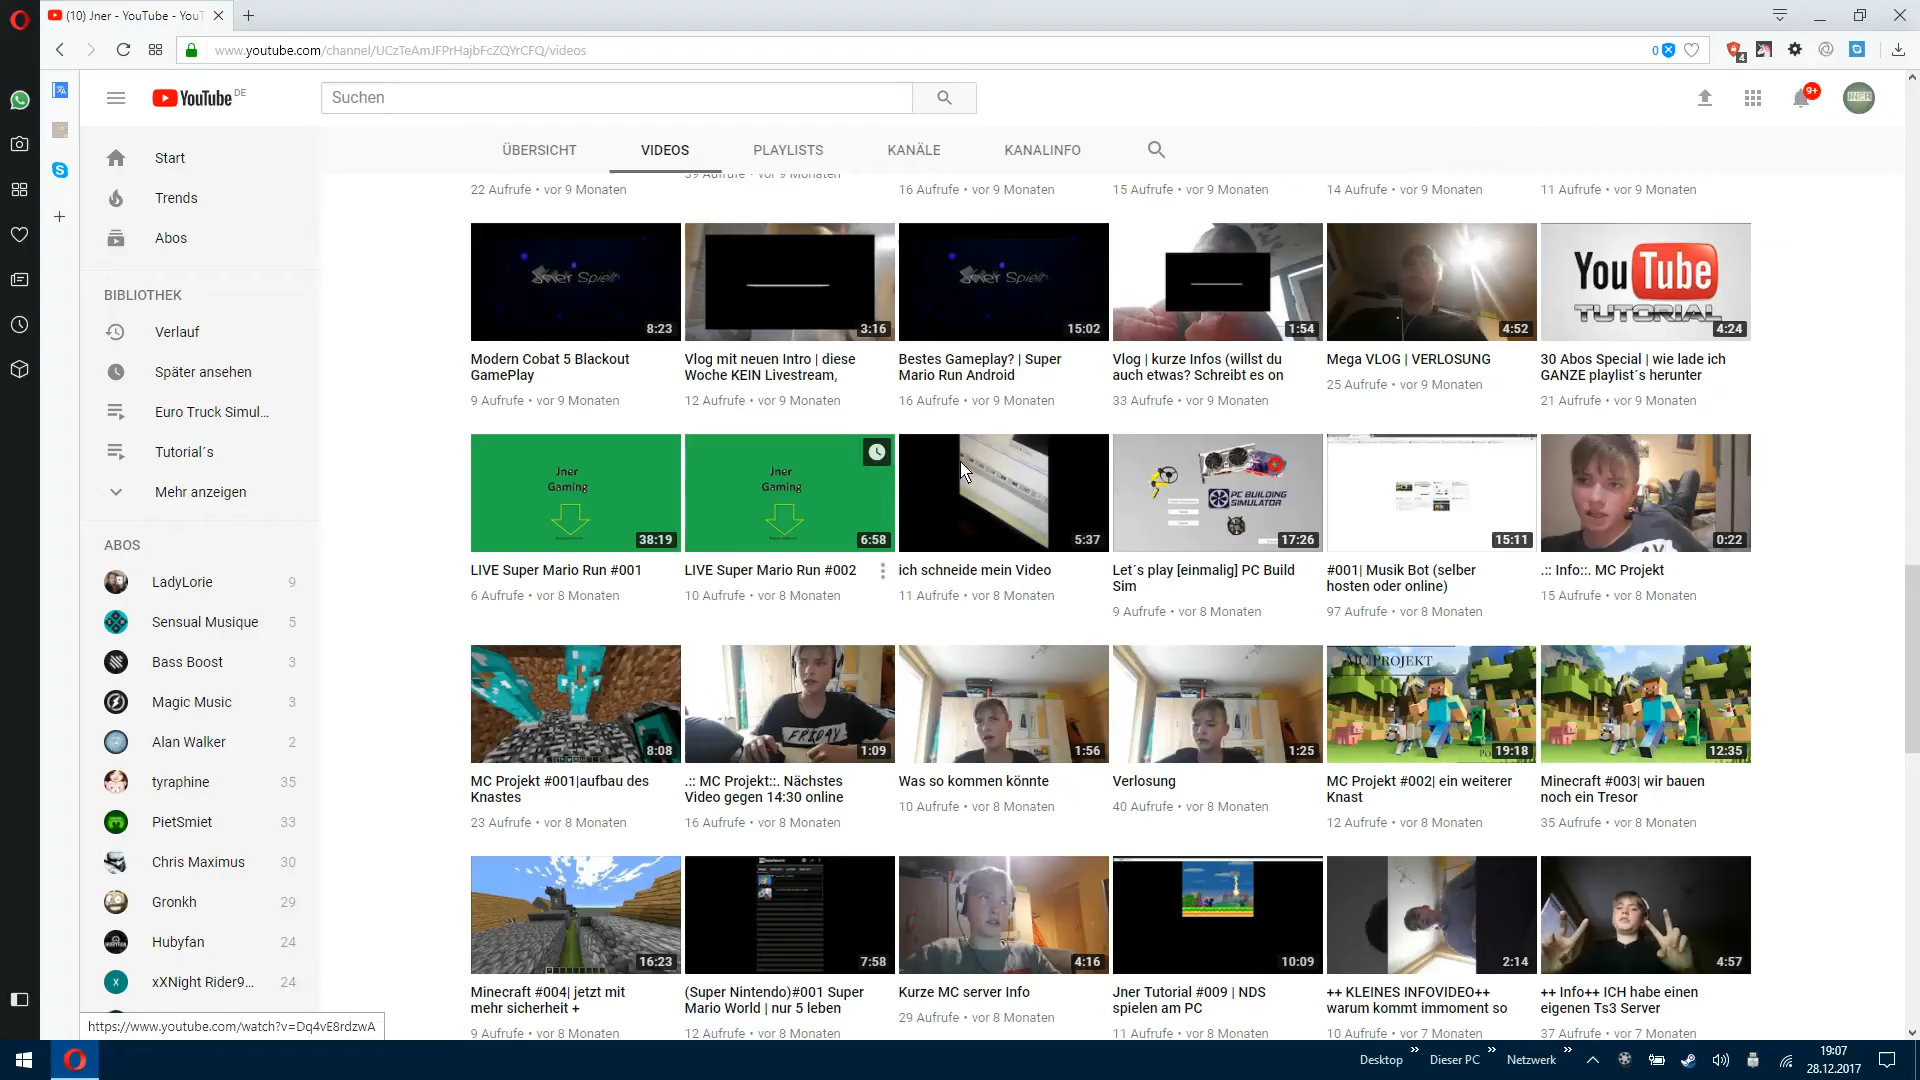 (10) Jner - YouTube - You
www.youtube.com/channel/UCzTeAmJFPrHajbFcZQYrCFQ/videos
0
4
YouTube DE
Suchen
9+
ÜBERSICHT
VIDEOS
PLAYLISTS
KANÄLE
KANALINFO
Start
Trends
Abos
BIBLIOTHEK
Verlauf
Später ansehen
Euro Truck Simul...
Tutorial´s
Mehr anzeigen
ABOS
LadyLorie 9
Sensual Musique 5
Bass Boost 3
Magic Music 3
Alan Walker 2
tyraphine 35
PietSmiet 33
Chris Maximus 30
Gronkh 29
Hubyfan 24
xXNight Rider9... 24
22 Aufrufe • vor 9 Monaten
39 Aufrufe • vor 9 Monaten
16 Aufrufe • vor 9 Monaten
15 Aufrufe • vor 9 Monaten
14 Aufrufe • vor 9 Monaten
11 Aufrufe • vor 9 Monaten
Jner Spielt
8:23
Modern Cobat 5 Blackout
GamePlay
9 Aufrufe • vor 9 Monaten
3:16
Vlog mit neuen Intro | diese
Woche KEIN Livestream,
12 Aufrufe • vor 9 Monaten
Jner Spielt
15:02
Bestes Gameplay? | Super
Mario Run Android
16 Aufrufe • vor 9 Monaten
1:54
Vlog | kurze Infos (willst du
auch etwas? Schreibt es on
33 Aufrufe • vor 9 Monaten
4:52
Mega VLOG | VERLOSUNG
25 Aufrufe • vor 9 Monaten
YouTube
TUTORIAL
4:24
30 Abos Special | wie lade ich
GANZE playlist´s herunter
21 Aufrufe • vor 9 Monaten
Jner
Gaming
38:19
LIVE Super Mario Run #001
6 Aufrufe • vor 8 Monaten
Jner
Gaming
6:58
LIVE Super Mario Run #002
10 Aufrufe • vor 8 Monaten
5:37
ich schneide mein Video
11 Aufrufe • vor 8 Monaten
PC BUILDING
SIMULATOR
17:26
Let´s play [einmalig] PC Build
Sim
9 Aufrufe • vor 8 Monaten
15:11
#001| Musik Bot (selber
hosten oder online)
97 Aufrufe • vor 8 Monaten
0:22
.:: Info::. MC Projekt
15 Aufrufe • vor 8 Monaten
8:08
MC Projekt #001|aufbau des
Knastes
23 Aufrufe • vor 8 Monaten
FRIDAY
1:09
.:: MC Projekt::. Nächstes
Video gegen 14:30 online
16 Aufrufe • vor 8 Monaten
1:56
Was so kommen könnte
10 Aufrufe • vor 8 Monaten
1:25
Verlosung
40 Aufrufe • vor 8 Monaten
MC PROJEKT
19:18
MC Projekt #002| ein weiterer
Knast
12 Aufrufe • vor 8 Monaten
12:35
Minecraft #003| wir bauen
noch ein Tresor
35 Aufrufe • vor 8 Monaten
16:23
Minecraft #004| jetzt mit
mehr sicherheit +
9 Aufrufe • vor 8 Monaten
7:58
(Super Nintendo)#001 Super
Mario World | nur 5 leben
12 Aufrufe • vor 8 Monaten
4:16
Kurze MC server Info
29 Aufrufe • vor 8 Monaten
10:09
Jner Tutorial #009 | NDS
spielen am PC
11 Aufrufe • vor 8 Monaten
2:14
++ KLEINES INFOVIDEO++
warum kommt immoment so
10 Aufrufe • vor 7 Monaten
4:57
++ Info++ ICH habe einen
eigenen Ts3 Server
37 Aufrufe • vor 7 Monaten
https://www.youtube.com/watch?v=Dq4vE8rdzwA
Desktop
Dieser PC
Netzwerk
19:07
28.12.2017